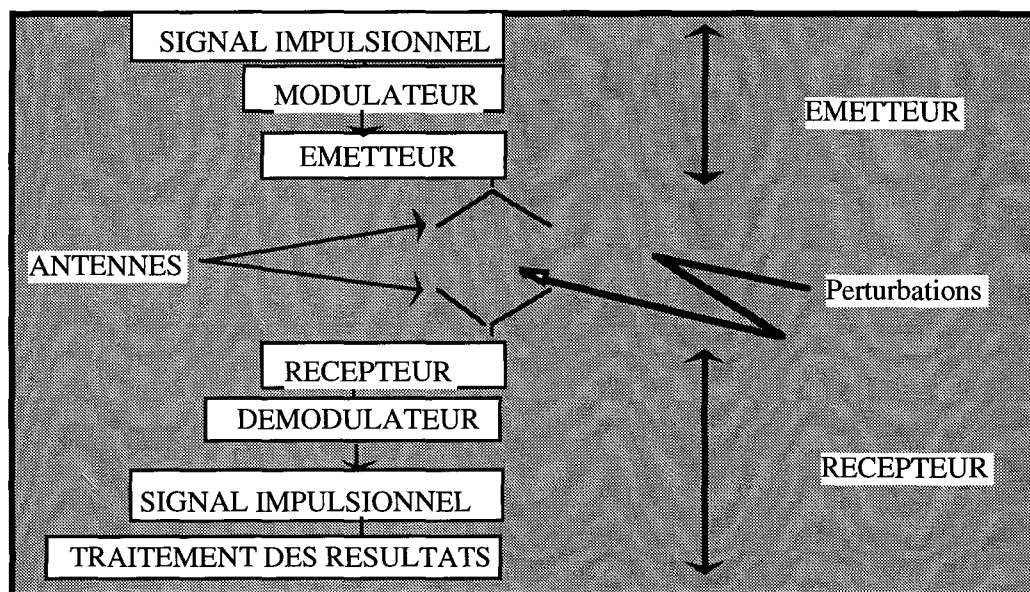 SIGNAL IMPULSIONNEL
MODULATEUR
EMETTEUR
EMETTEUR
ANTENNES
Perturbations
RECEPTEUR
DEMODULATEUR
RECEPTEUR
SIGNAL IMPULSIONNEL
TRAITEMENT DES RESULTATS